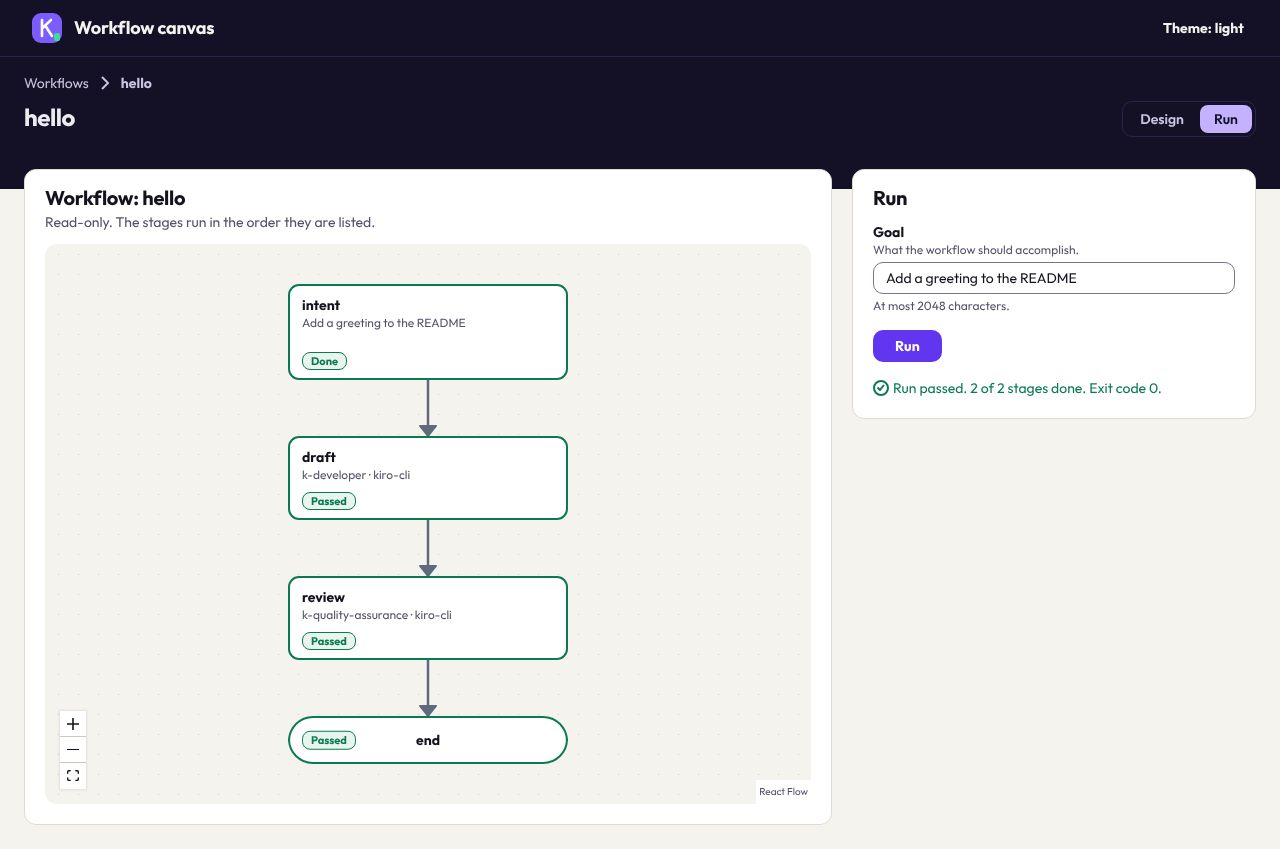 K
Workflow canvas
Theme: light
Workflows
hello
hello
Design
Run
Workflow: hello
Read-only. The stages run in the order they are listed.
intent
Add a greeting to the README
Done
draft
k-developer · kiro-cli
Passed
review
k-quality-assurance · kiro-cli
Passed
Passed
end
React Flow
Run
Goal
What the workflow should accomplish.
Add a greeting to the README
At most 2048 characters.
Run
Run passed. 2 of 2 stages done. Exit code 0.